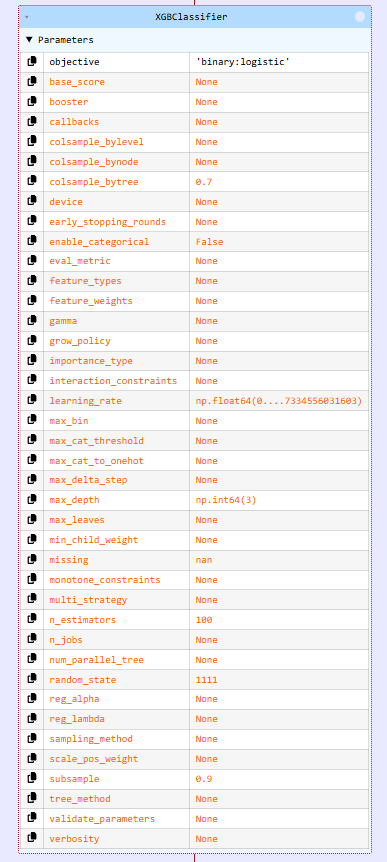 XGBClassifier
▼ Parameters
objective 'binary:logistic'
base_score None
booster None
callbacks None
colsample_bylevel None
colsample_bynode None
colsample_bytree 0.7
device None
early_stopping_rounds None
enable_categorical False
eval_metric None
feature_types None
feature_weights None
gamma None
grow_policy None
importance_type None
interaction_constraints None
learning_rate np.float64(0....7334556031603)
max_bin None
max_cat_threshold None
max_cat_to_onehot None
max_delta_step None
max_depth np.int64(3)
max_leaves None
min_child_weight None
missing nan
monotone_constraints None
multi_strategy None
n_estimators 100
n_jobs None
num_parallel_tree None
random_state 1111
reg_alpha None
reg_lambda None
sampling_method None
scale_pos_weight None
subsample 0.9
tree_method None
validate_parameters None
verbosity None